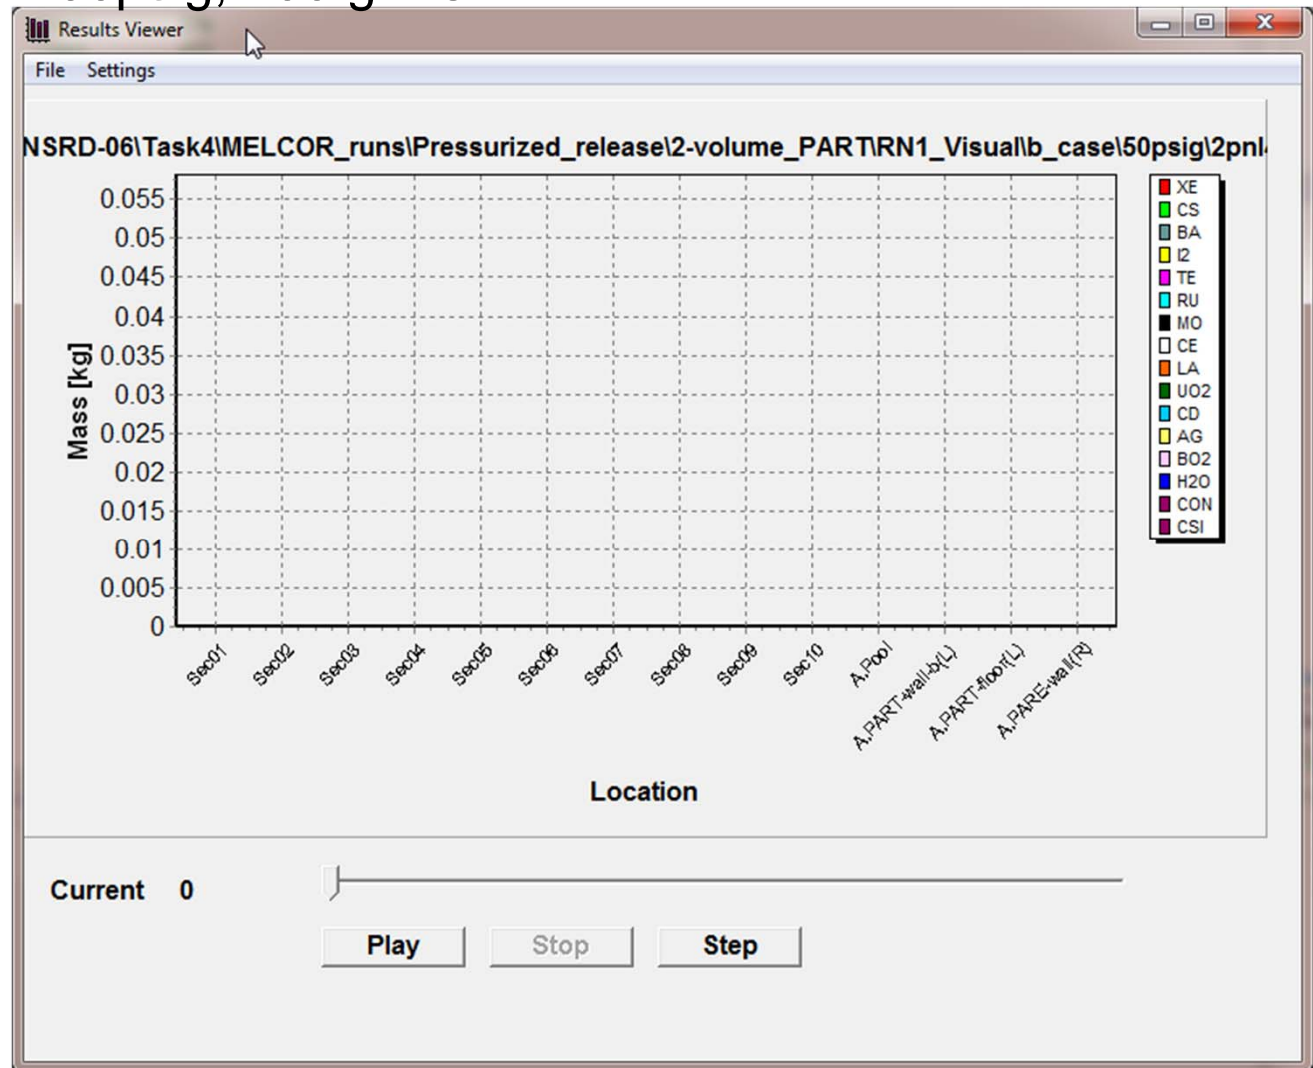 Results Viewer
File Settings
NSRD-06\Task4\MELCOR_runs\Pressurized_release\2-volume_PART\RN1_Visual\b_case\50psig\2pnl
0.055
0.05
0.045
0.04
0.035
0.03
0.025
0.02
0.015
0.01
0.005
0
Mass [kg]
XE
CS
BA
I2
TE
RU
MO
CE
LA
UO2
CD
AG
BO2
H2O
CON
CSI
Sec01 Sec02 Sec03 Sec04 Sec05 Sec06 Sec07 Sec08 Sec09 Sec10 A.Pool A.PART-wall-b(L) A.PART-floor(L) A.PARE-wall(R)
Location
Current 0
Play Stop Step